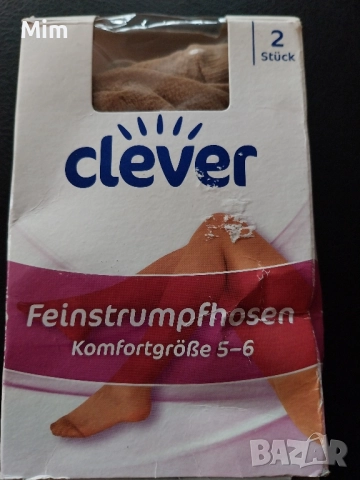 Mim
2
Stück
clever
Feinstrumpfhosen
Komfortgröße 5–6
BAZAR